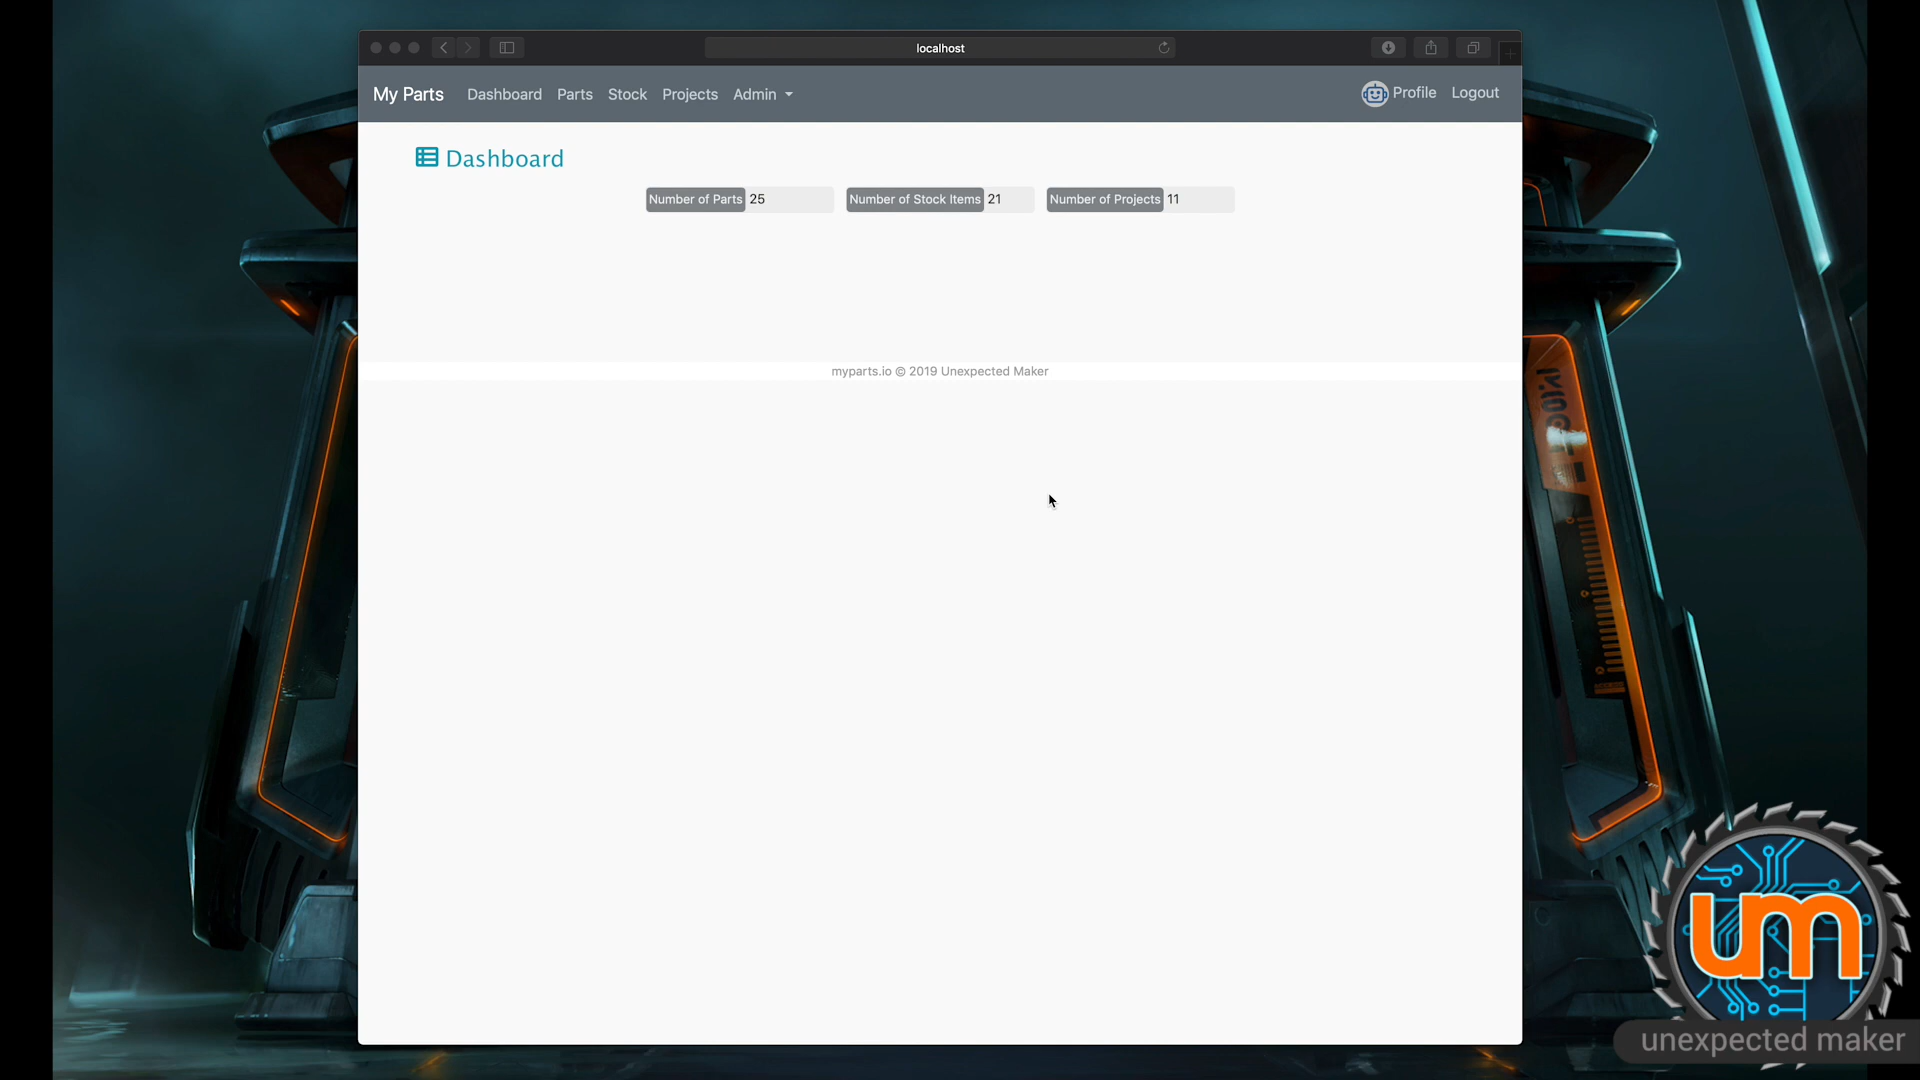 localhost
My Parts Dashboard Parts Stock Projects Admin Profile Logout
Dashboard
Number of Parts 25 Number of Stock Items 21 Number of Projects 11
myparts.io © 2019 Unexpected Maker
um
unexpected maker